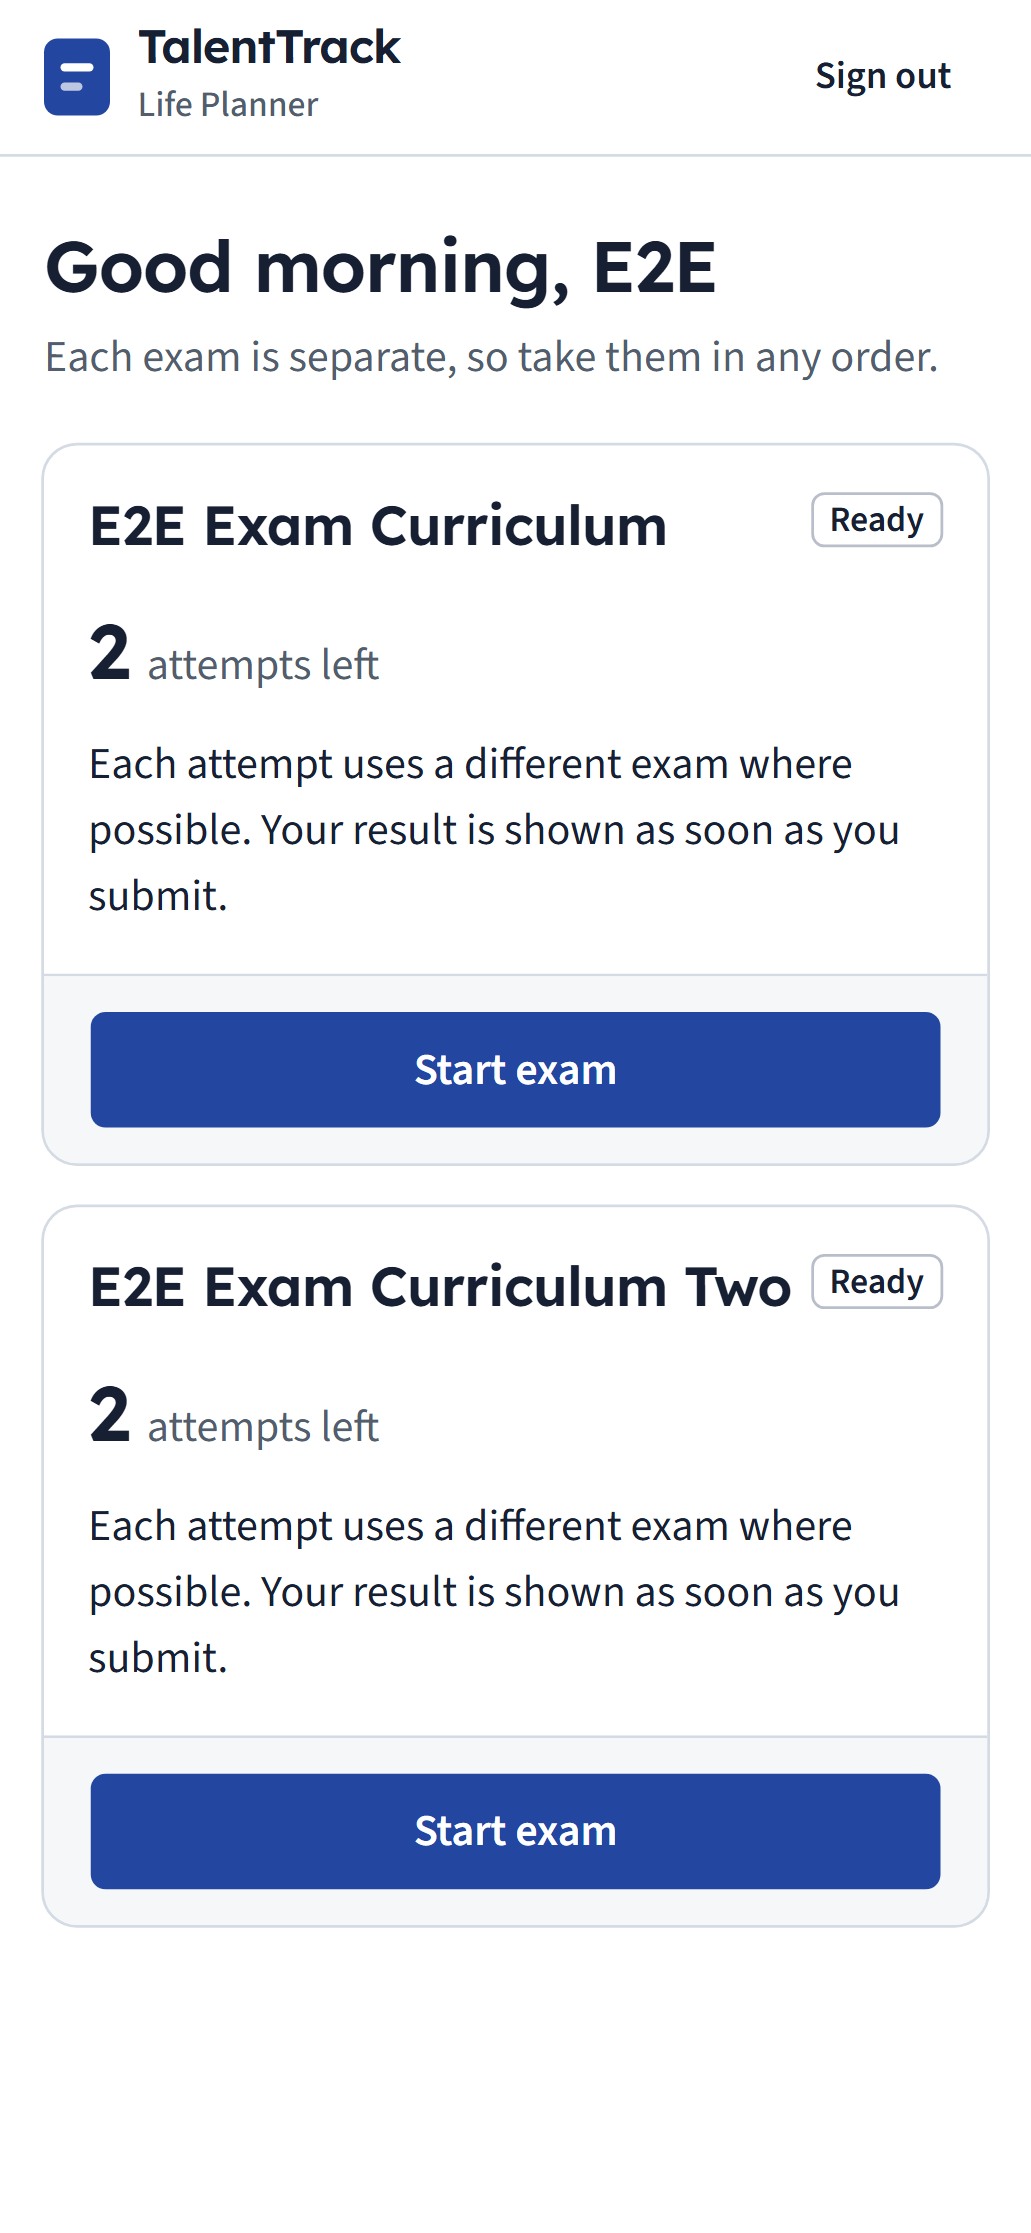 TalentTrack
Life Planner
Sign out
Good morning, E2E
Each exam is separate, so take them in any order.
E2E Exam Curriculum
Ready
2 attempts left
Each attempt uses a different exam where
possible. Your result is shown as soon as you
submit.
Start exam
E2E Exam Curriculum Two
Ready
2 attempts left
Each attempt uses a different exam where
possible. Your result is shown as soon as you
submit.
Start exam